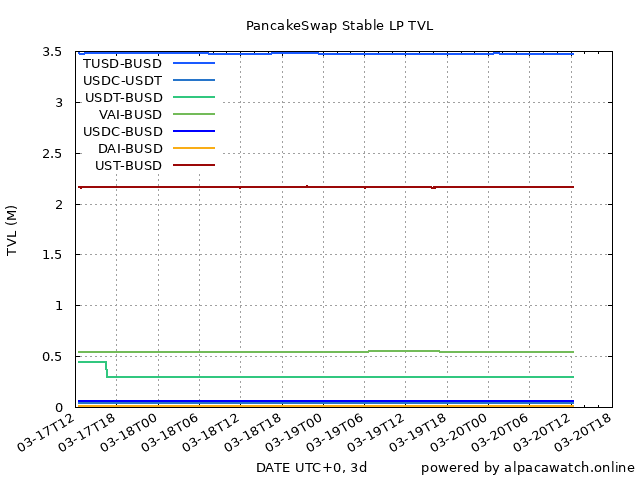 PancakeSwap Stable LP TVL
TVL (M)
3.5
3
2.5
2
1.5
1
0.5
0
TUSD-BUSD
USDC-USDT
USDT-BUSD
VAI-BUSD
USDC-BUSD
DAI-BUSD
UST-BUSD
03-17T12
03-17T18
03-18T00
03-18T06
03-18T12
03-18T18
03-19T00
03-19T06
03-19T12
03-19T18
03-20T00
03-20T06
03-20T12
03-20T18
DATE UTC+0, 3d
powered by alpacawatch.online